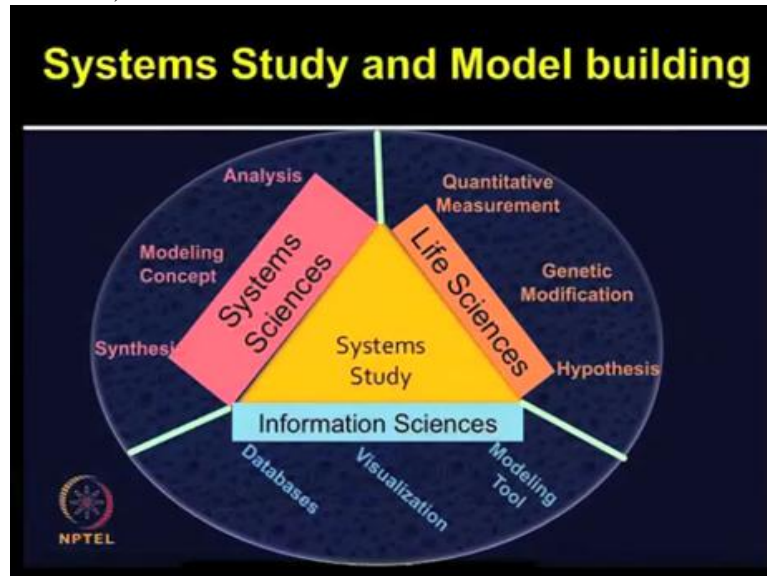 Systems Study and Model building
Analysis
Modeling
Concept
Synthesis
Systems
Sciences
Quantitative
Measurement
Genetic
Modification
Hypothesis
Life Sciences
Systems
Study
Information Sciences
Databases
Visualization
Modeling
Tool
NPTEL